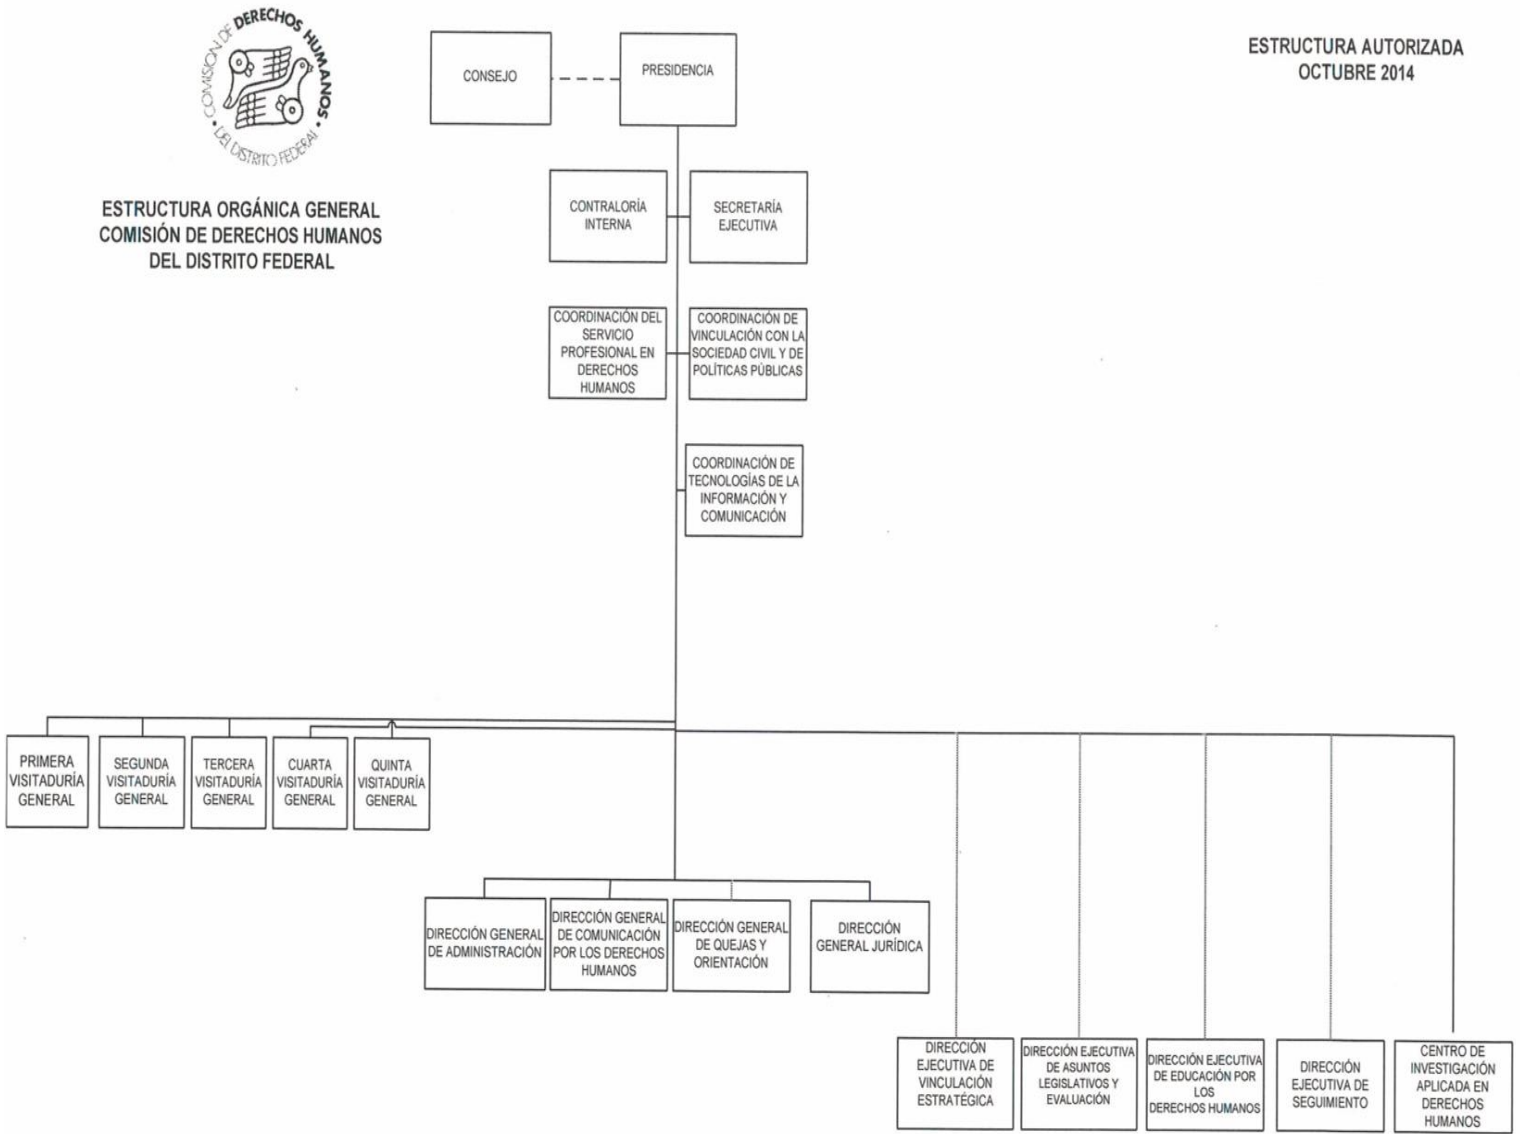 COMISIÓN DE DERECHOS HUMANOS
DEL DISTRITO FEDERAL
ESTRUCTURA ORGÁNICA GENERAL
COMISIÓN DE DERECHOS HUMANOS
DEL DISTRITO FEDERAL
ESTRUCTURA AUTORIZADA
OCTUBRE 2014
CONSEJO
PRESIDENCIA
CONTRALORÍA
INTERNA
SECRETARÍA
EJECUTIVA
COORDINACIÓN DEL
SERVICIO
PROFESIONAL EN
DERECHOS
HUMANOS
COORDINACIÓN DE
VINCULACIÓN CON LA
SOCIEDAD CIVIL Y DE
POLÍTICAS PÚBLICAS
COORDINACIÓN DE
TECNOLOGÍAS DE LA
INFORMACIÓN Y
COMUNICACIÓN
PRIMERA
VISITADURÍA
GENERAL
SEGUNDA
VISITADURÍA
GENERAL
TERCERA
VISITADURÍA
GENERAL
CUARTA
VISITADURÍA
GENERAL
QUINTA
VISITADURÍA
GENERAL
DIRECCIÓN GENERAL
DE ADMINISTRACIÓN
DIRECCIÓN GENERAL
DE COMUNICACIÓN
POR LOS DERECHOS
HUMANOS
DIRECCIÓN GENERAL
DE QUEJAS Y
ORIENTACIÓN
DIRECCIÓN
GENERAL JURÍDICA
DIRECCIÓN
EJECUTIVA DE
VINCULACIÓN
ESTRATÉGICA
DIRECCIÓN EJECUTIVA
DE ASUNTOS
LEGISLATIVOS Y
EVALUACIÓN
DIRECCIÓN EJECUTIVA
DE EDUCACIÓN POR
LOS
DERECHOS HUMANOS
DIRECCIÓN
EJECUTIVA DE
SEGUIMIENTO
CENTRO DE
INVESTIGACIÓN
APLICADA EN
DERECHOS
HUMANOS